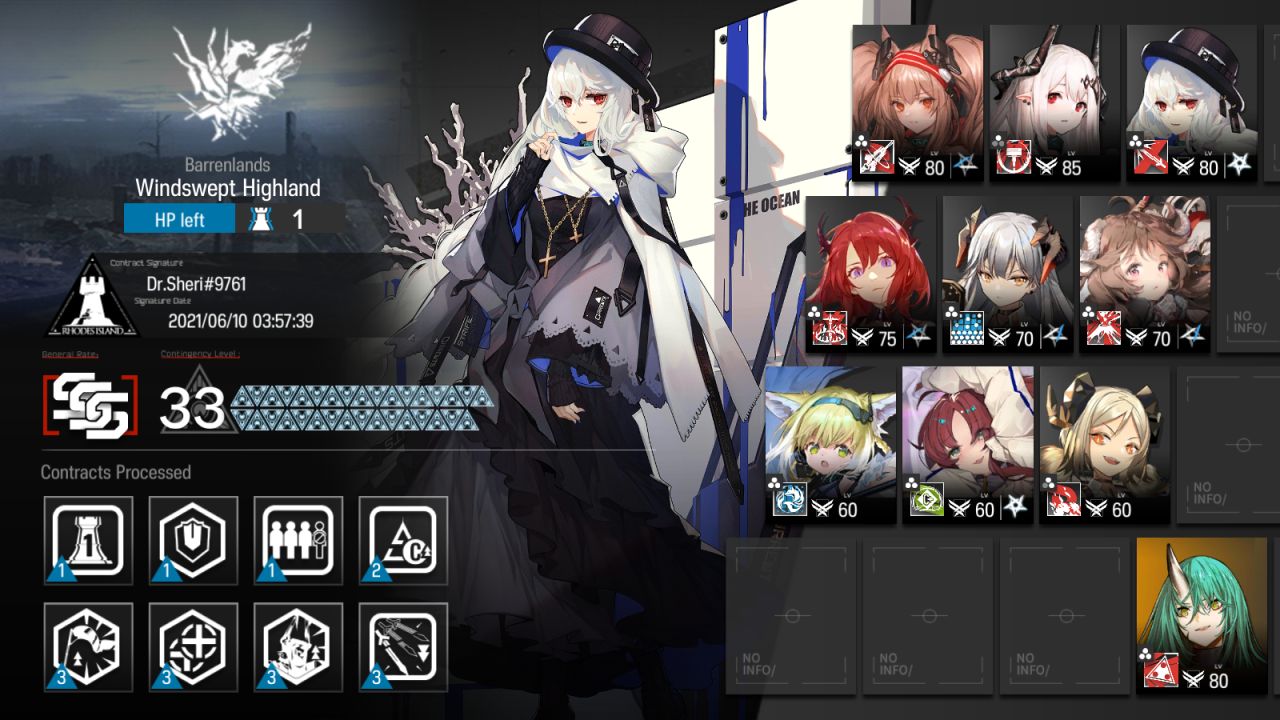 Barrenlands
Windswept Highland
HP left
1
Contract Signature
Dr.Sheri#9761
Signature Date
2021/06/10 03:57:39
RHODES ISLAND
General Rate:
Contingency Level :
33
Contracts Processed
1
1
1
1
C
2
3
3
3
3
HE OCEAN
LV
80
LV
85
LV
80
LV
75
LV
70
LV
70
NO
INFO/
LV
60
LV
60
LV
60
NO
INFO/
NO
INFO/
NO
INFO/
NO
INFO/
LV
80